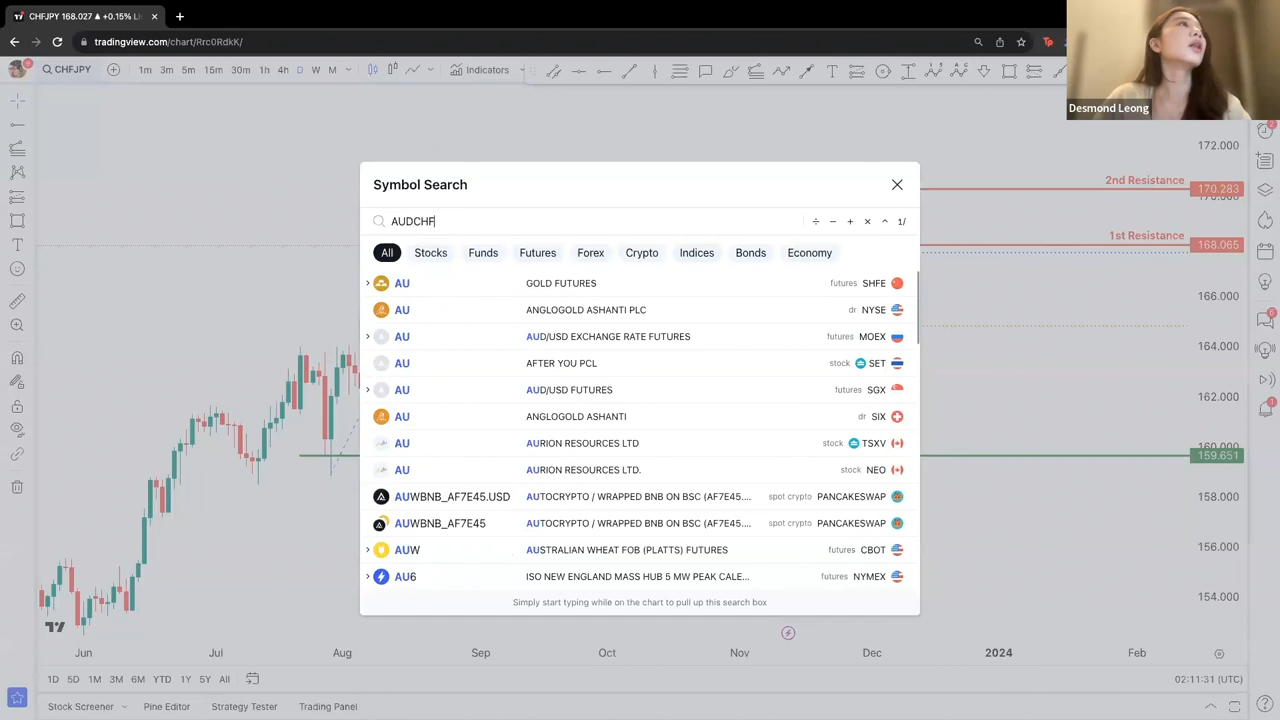 CHFJPY 168.027 ▲ +0.15%
tradingview.com/chart/Rrc0RdkK/
CHFJPY
1m 3m 5m 15m 30m 1h 4h D W M
Indicators
Desmond Leong
Symbol Search
AUDCHF
÷ − + × ^ 1/
All Stocks Funds Futures Forex Crypto Indices Bonds Economy
AU GOLD FUTURES futures SHFE
AU ANGLOGOLD ASHANTI PLC dr NYSE
AU AUD/USD EXCHANGE RATE FUTURES futures MOEX
AU AFTER YOU PCL stock SET
AU AUD/USD FUTURES futures SGX
AU ANGLOGOLD ASHANTI dr SIX
AU AURION RESOURCES LTD stock TSXV
AU AURION RESOURCES LTD. stock NEO
AUWBNB_AF7E45.USD AUTOCRYPTO / WRAPPED BNB ON BSC (AF7E45.... spot crypto PANCAKESWAP
AUWBNB_AF7E45 AUTOCRYPTO / WRAPPED BNB ON BSC (AF7E45.... spot crypto PANCAKESWAP
AUW AUSTRALIAN WHEAT FOB (PLATTS) FUTURES futures CBOT
AU6 ISO NEW ENGLAND MASS HUB 5 MW PEAK CALE... futures NYMEX
Simply start typing while on the chart to pull up this search box
172.000
2nd Resistance 170.283
1st Resistance 168.065
166.000
164.000
162.000
159.651
158.000
156.000
154.000
Jun Jul Aug Sep Oct Nov Dec 2024 Feb
1D 5D 1M 3M 6M YTD 1Y 5Y All
02:11:31 (UTC)
Stock Screener Pine Editor Strategy Tester Trading Panel